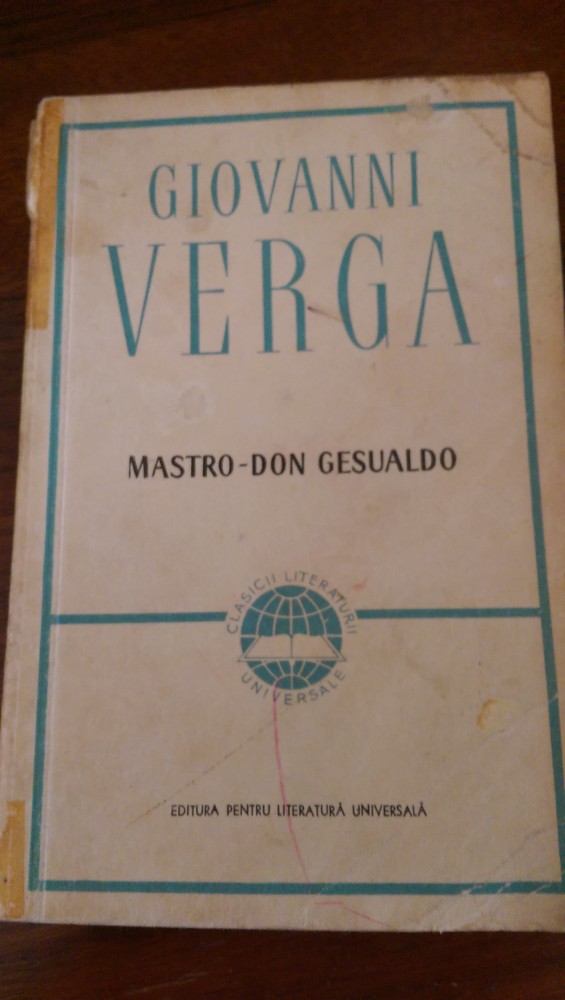 GIOVANNI
VERGA
MASTRO-DON GESUALDO
CLASICII LITERATURII
UNIVERSALE
EDITURA PENTRU LITERATURĂ UNIVERSALĂ